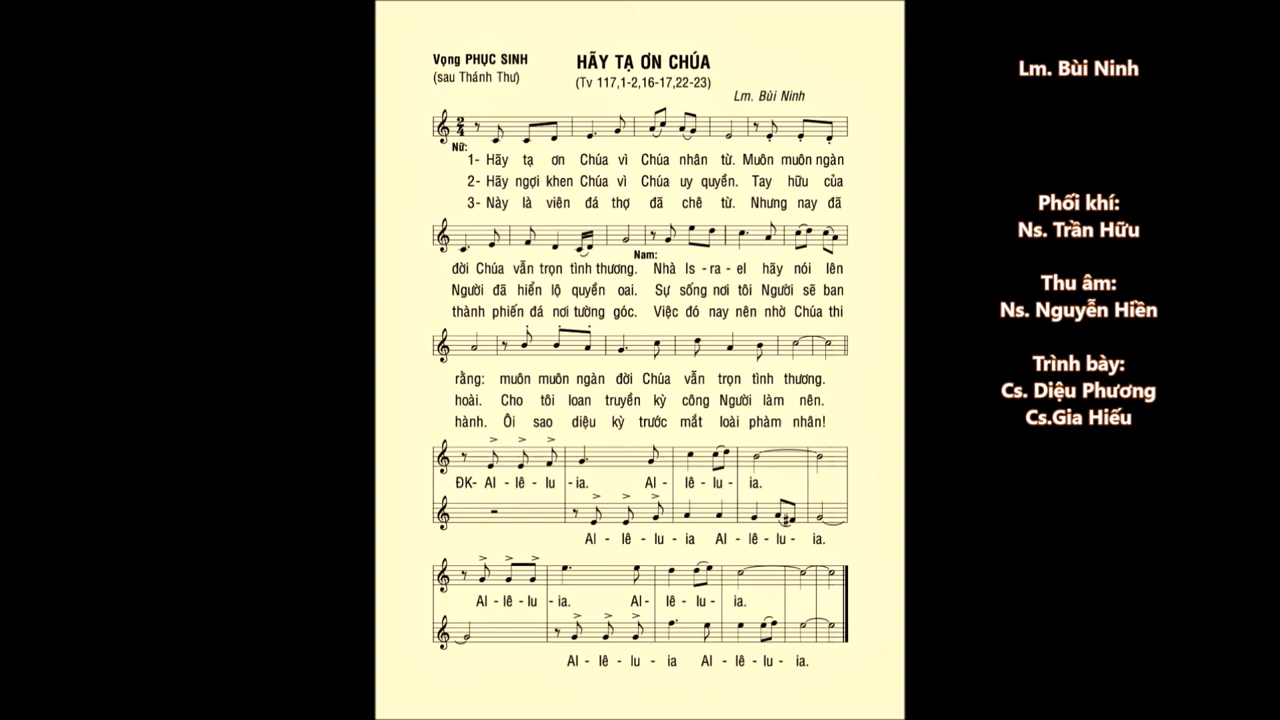 Vọng PHỤC SINH
(sau Thánh Thư)
HÃY TẠ ƠN CHÚA
(Tv 117,1-2,16-17,22-23)
Lm. Bùi Ninh
2
4
Nữ:
1- Hãy tạ ơn Chúa vì Chúa nhân từ. Muôn muôn ngàn
2- Hãy ngợi khen Chúa vì Chúa uy quyền. Tay hữu của
3- Này là viên đá thợ đã chê từ. Nhưng nay đã
Nam:
đời Chúa vẫn trọn tình thương. Nhà Is - ra - el hãy nói lên
Người đã hiển lộ quyền oai. Sự sống nơi tôi Người sẽ ban
thành phiến đá nơi tường góc. Việc đó nay nên nhờ Chúa thi
rằng: muôn muôn ngàn đời Chúa vẫn trọn tình thương.
hoài. Cho tôi loan truyền kỳ công Người làm nên.
hành. Ôi sao diệu kỳ trước mắt loài phàm nhân!
ĐK- Al - lê - lu - ia. Al - lê - lu - ia.
Al - lê - lu - ia Al - lê - lu - ia.
Al - lê - lu - ia. Al - lê - lu - ia.
Al - lê - lu - ia Al - lê - lu - ia.
Lm. Bùi Ninh
Phối khí:
Ns. Trần Hữu
Thu âm:
Ns. Nguyễn Hiền
Trình bày:
Cs. Diệu Phương
Cs.Gia Hiếu